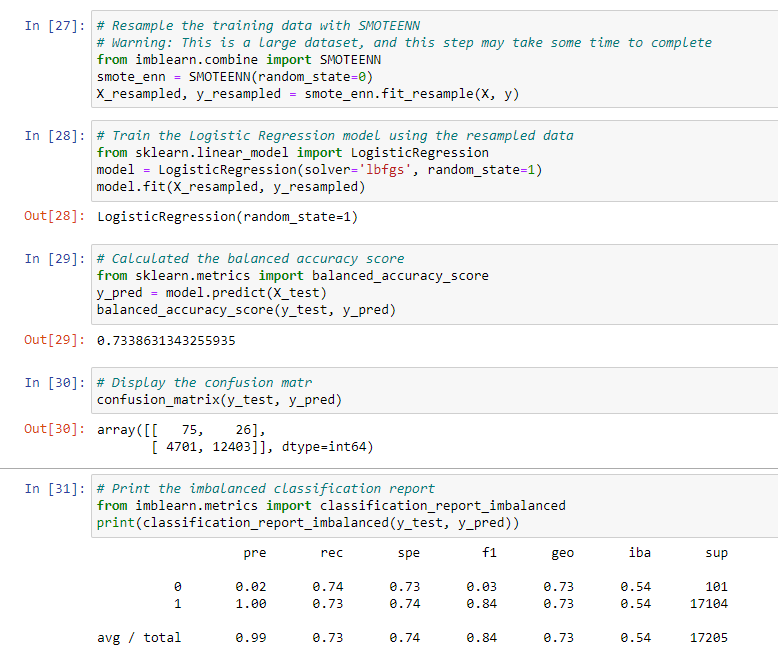 In [27]: # Resample the training data with SMOTEENN
# Warning: This is a large dataset, and this step may take some time to complete
from imblearn.combine import SMOTEENN
smote_enn = SMOTEENN(random_state=0)
X_resampled, y_resampled = smote_enn.fit_resample(X, y)
In [28]: # Train the Logistic Regression model using the resampled data
from sklearn.linear_model import LogisticRegression
model = LogisticRegression(solver='lbfgs', random_state=1)
model.fit(X_resampled, y_resampled)
Out[28]: LogisticRegression(random_state=1)
In [29]: # Calculated the balanced accuracy score
from sklearn.metrics import balanced_accuracy_score
y_pred = model.predict(X_test)
balanced_accuracy_score(y_test, y_pred)
Out[29]: 0.7338631343255935
In [30]: # Display the confusion matr
confusion_matrix(y_test, y_pred)
Out[30]: array([[   75,    26],
       [ 4701, 12403]], dtype=int64)
In [31]: # Print the imbalanced classification report
from imblearn.metrics import classification_report_imbalanced
print(classification_report_imbalanced(y_test, y_pred))
pre rec spe f1 geo iba sup
0 0.02 0.74 0.73 0.03 0.73 0.54 101
1 1.00 0.73 0.74 0.84 0.73 0.54 17104
avg / total 0.99 0.73 0.74 0.84 0.73 0.54 17205